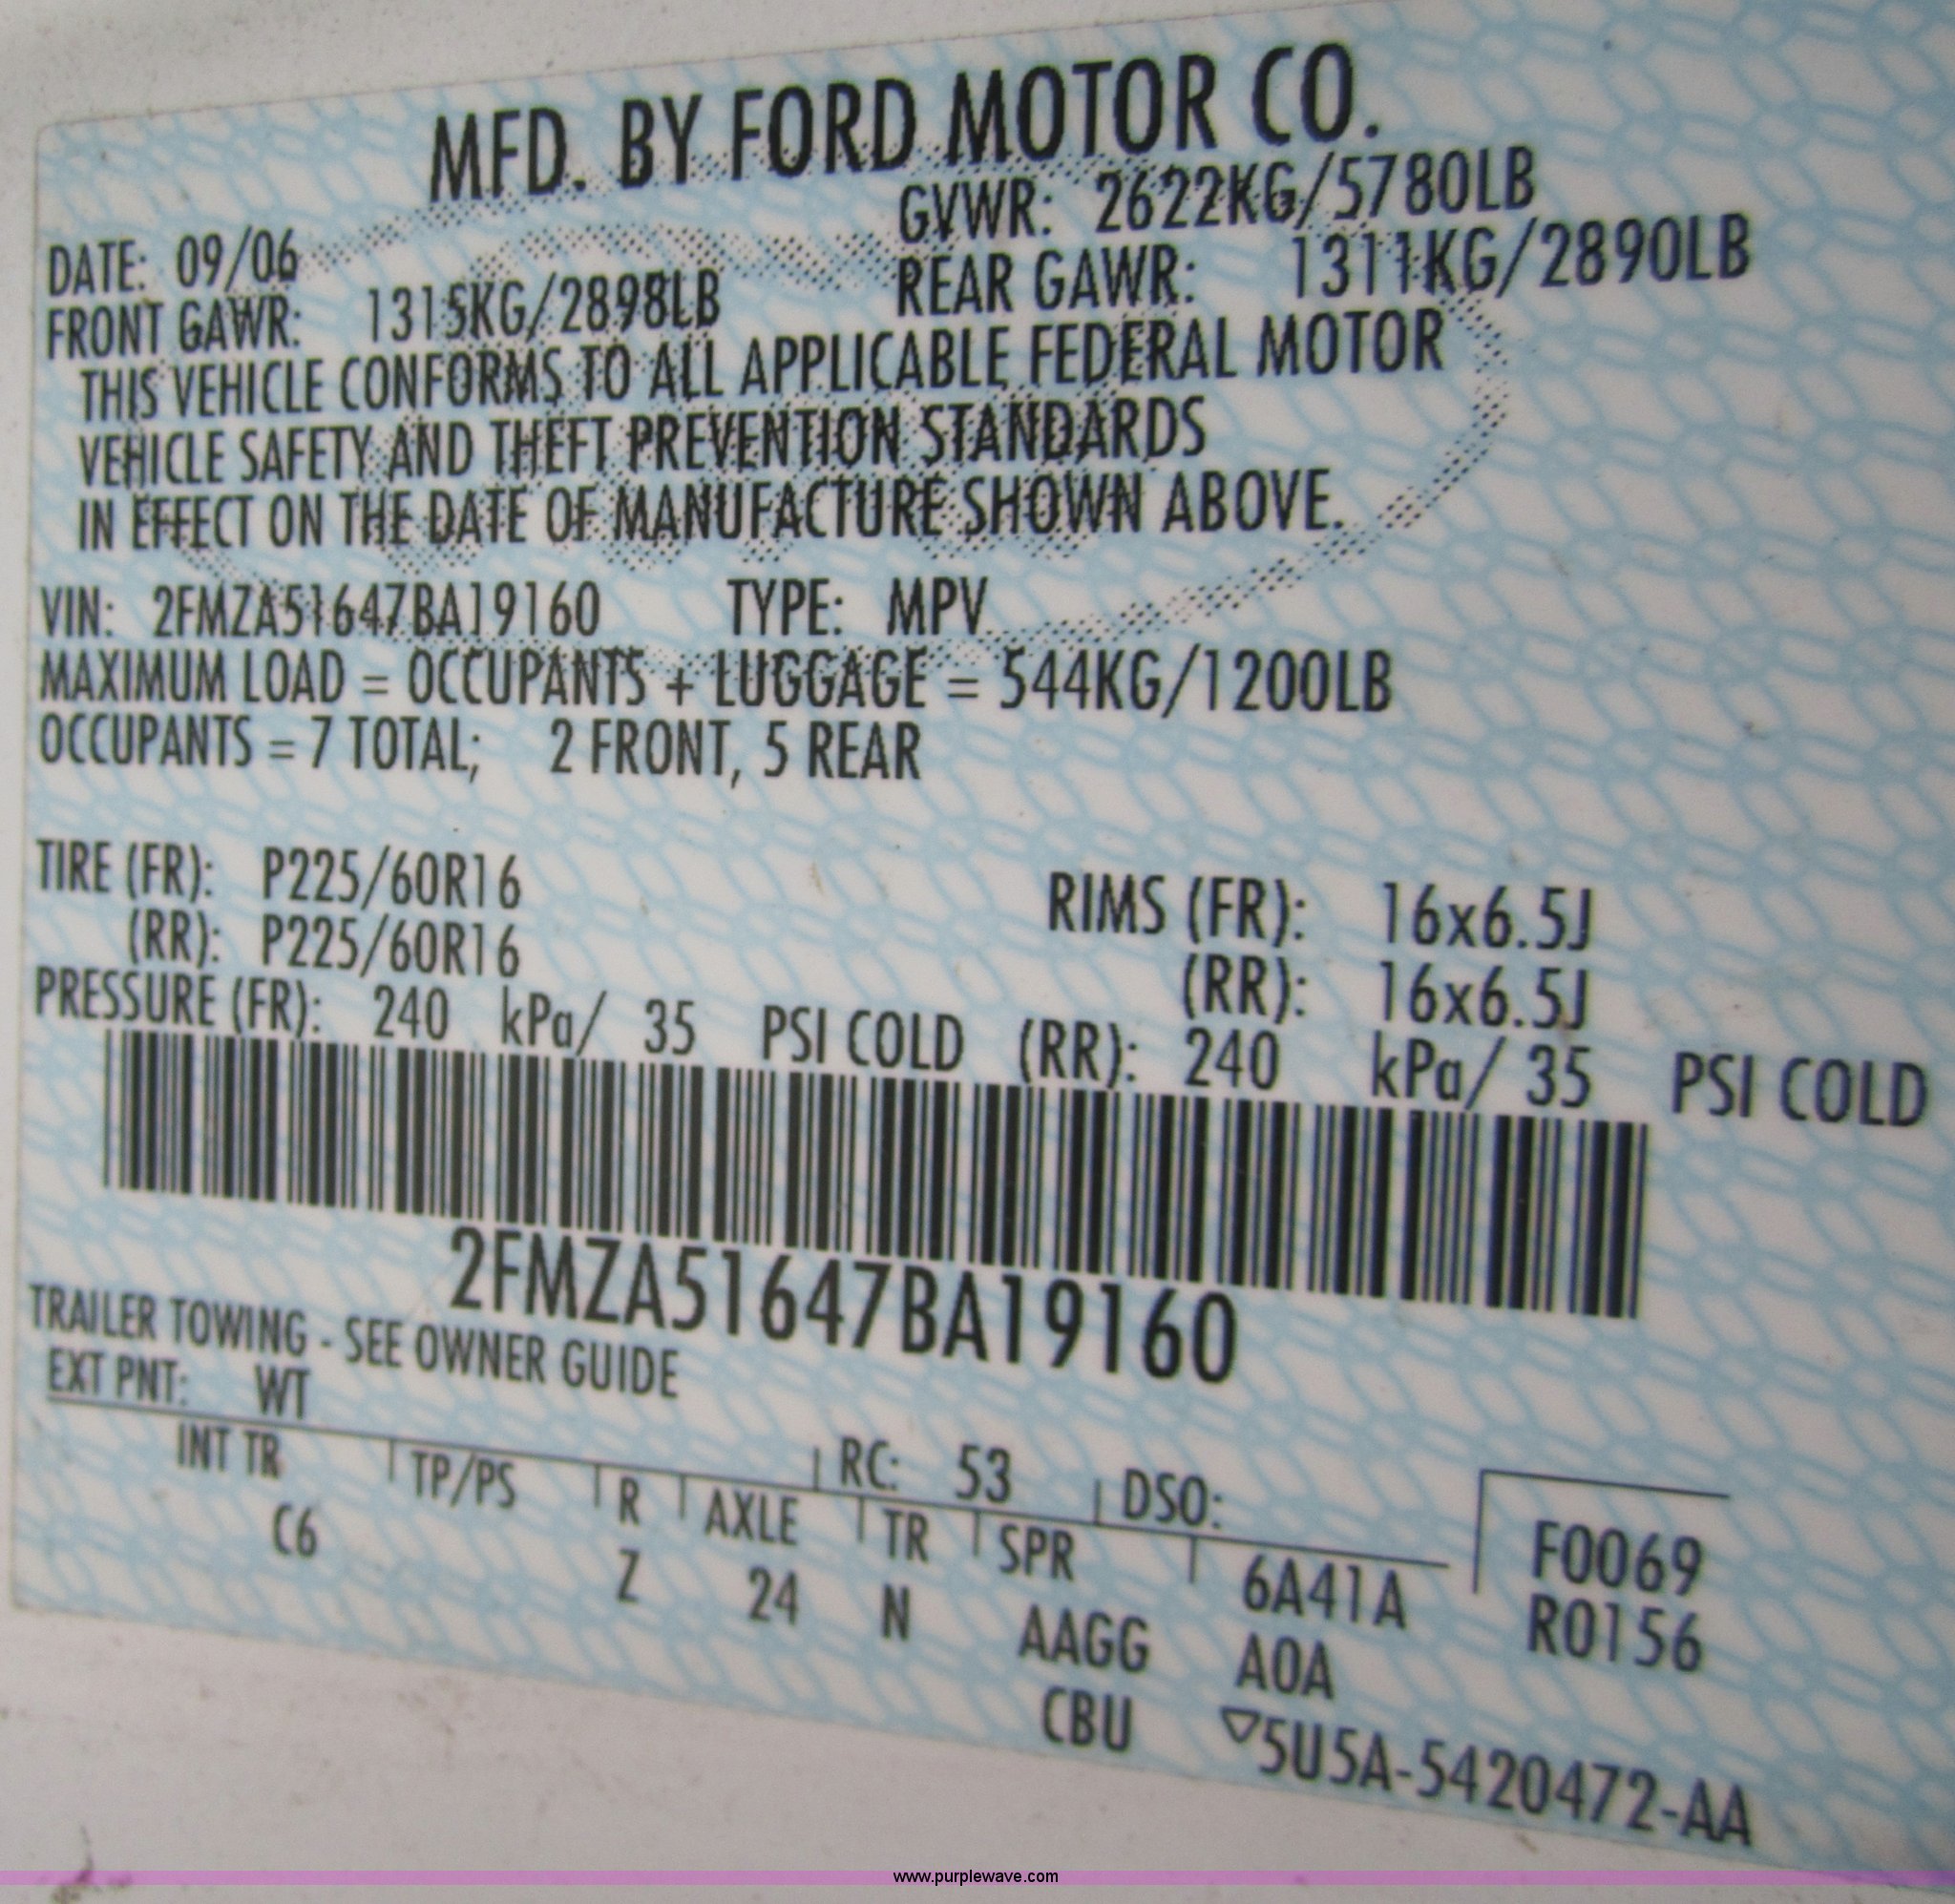 MFD. BY FORD MOTOR CO.
DATE: 09/06 GVWR: 2622KG/5780LB
FRONT GAWR: 1315KG/2898LB REAR GAWR: 1311KG/2890LB
THIS VEHICLE CONFORMS TO ALL APPLICABLE FEDERAL MOTOR
VEHICLE SAFETY AND THEFT PREVENTION STANDARDS
IN EFFECT ON THE DATE OF MANUFACTURE SHOWN ABOVE.
VIN: 2FMZA51647BA19160 TYPE: MPV
MAXIMUM LOAD = OCCUPANTS + LUGGAGE = 544KG/1200LB
OCCUPANTS = 7 TOTAL; 2 FRONT, 5 REAR
TIRE (FR): P225/60R16 RIMS (FR): 16x6.5J
(RR): P225/60R16 (RR): 16x6.5J
PRESSURE (FR): 240 kPa/ 35 PSI COLD (RR): 240 kPa/ 35 PSI COLD
2FMZA51647BA19160
TRAILER TOWING - SEE OWNER GUIDE
EXT PNT: WT RC: 53 DSO:
INT TR TP/PS R AXLE TR SPR 6A41A F0069
C6 Z 24 N AAGG A0A R0156
CBU ▽5U5A-5420472-AA
www.purplewave.com